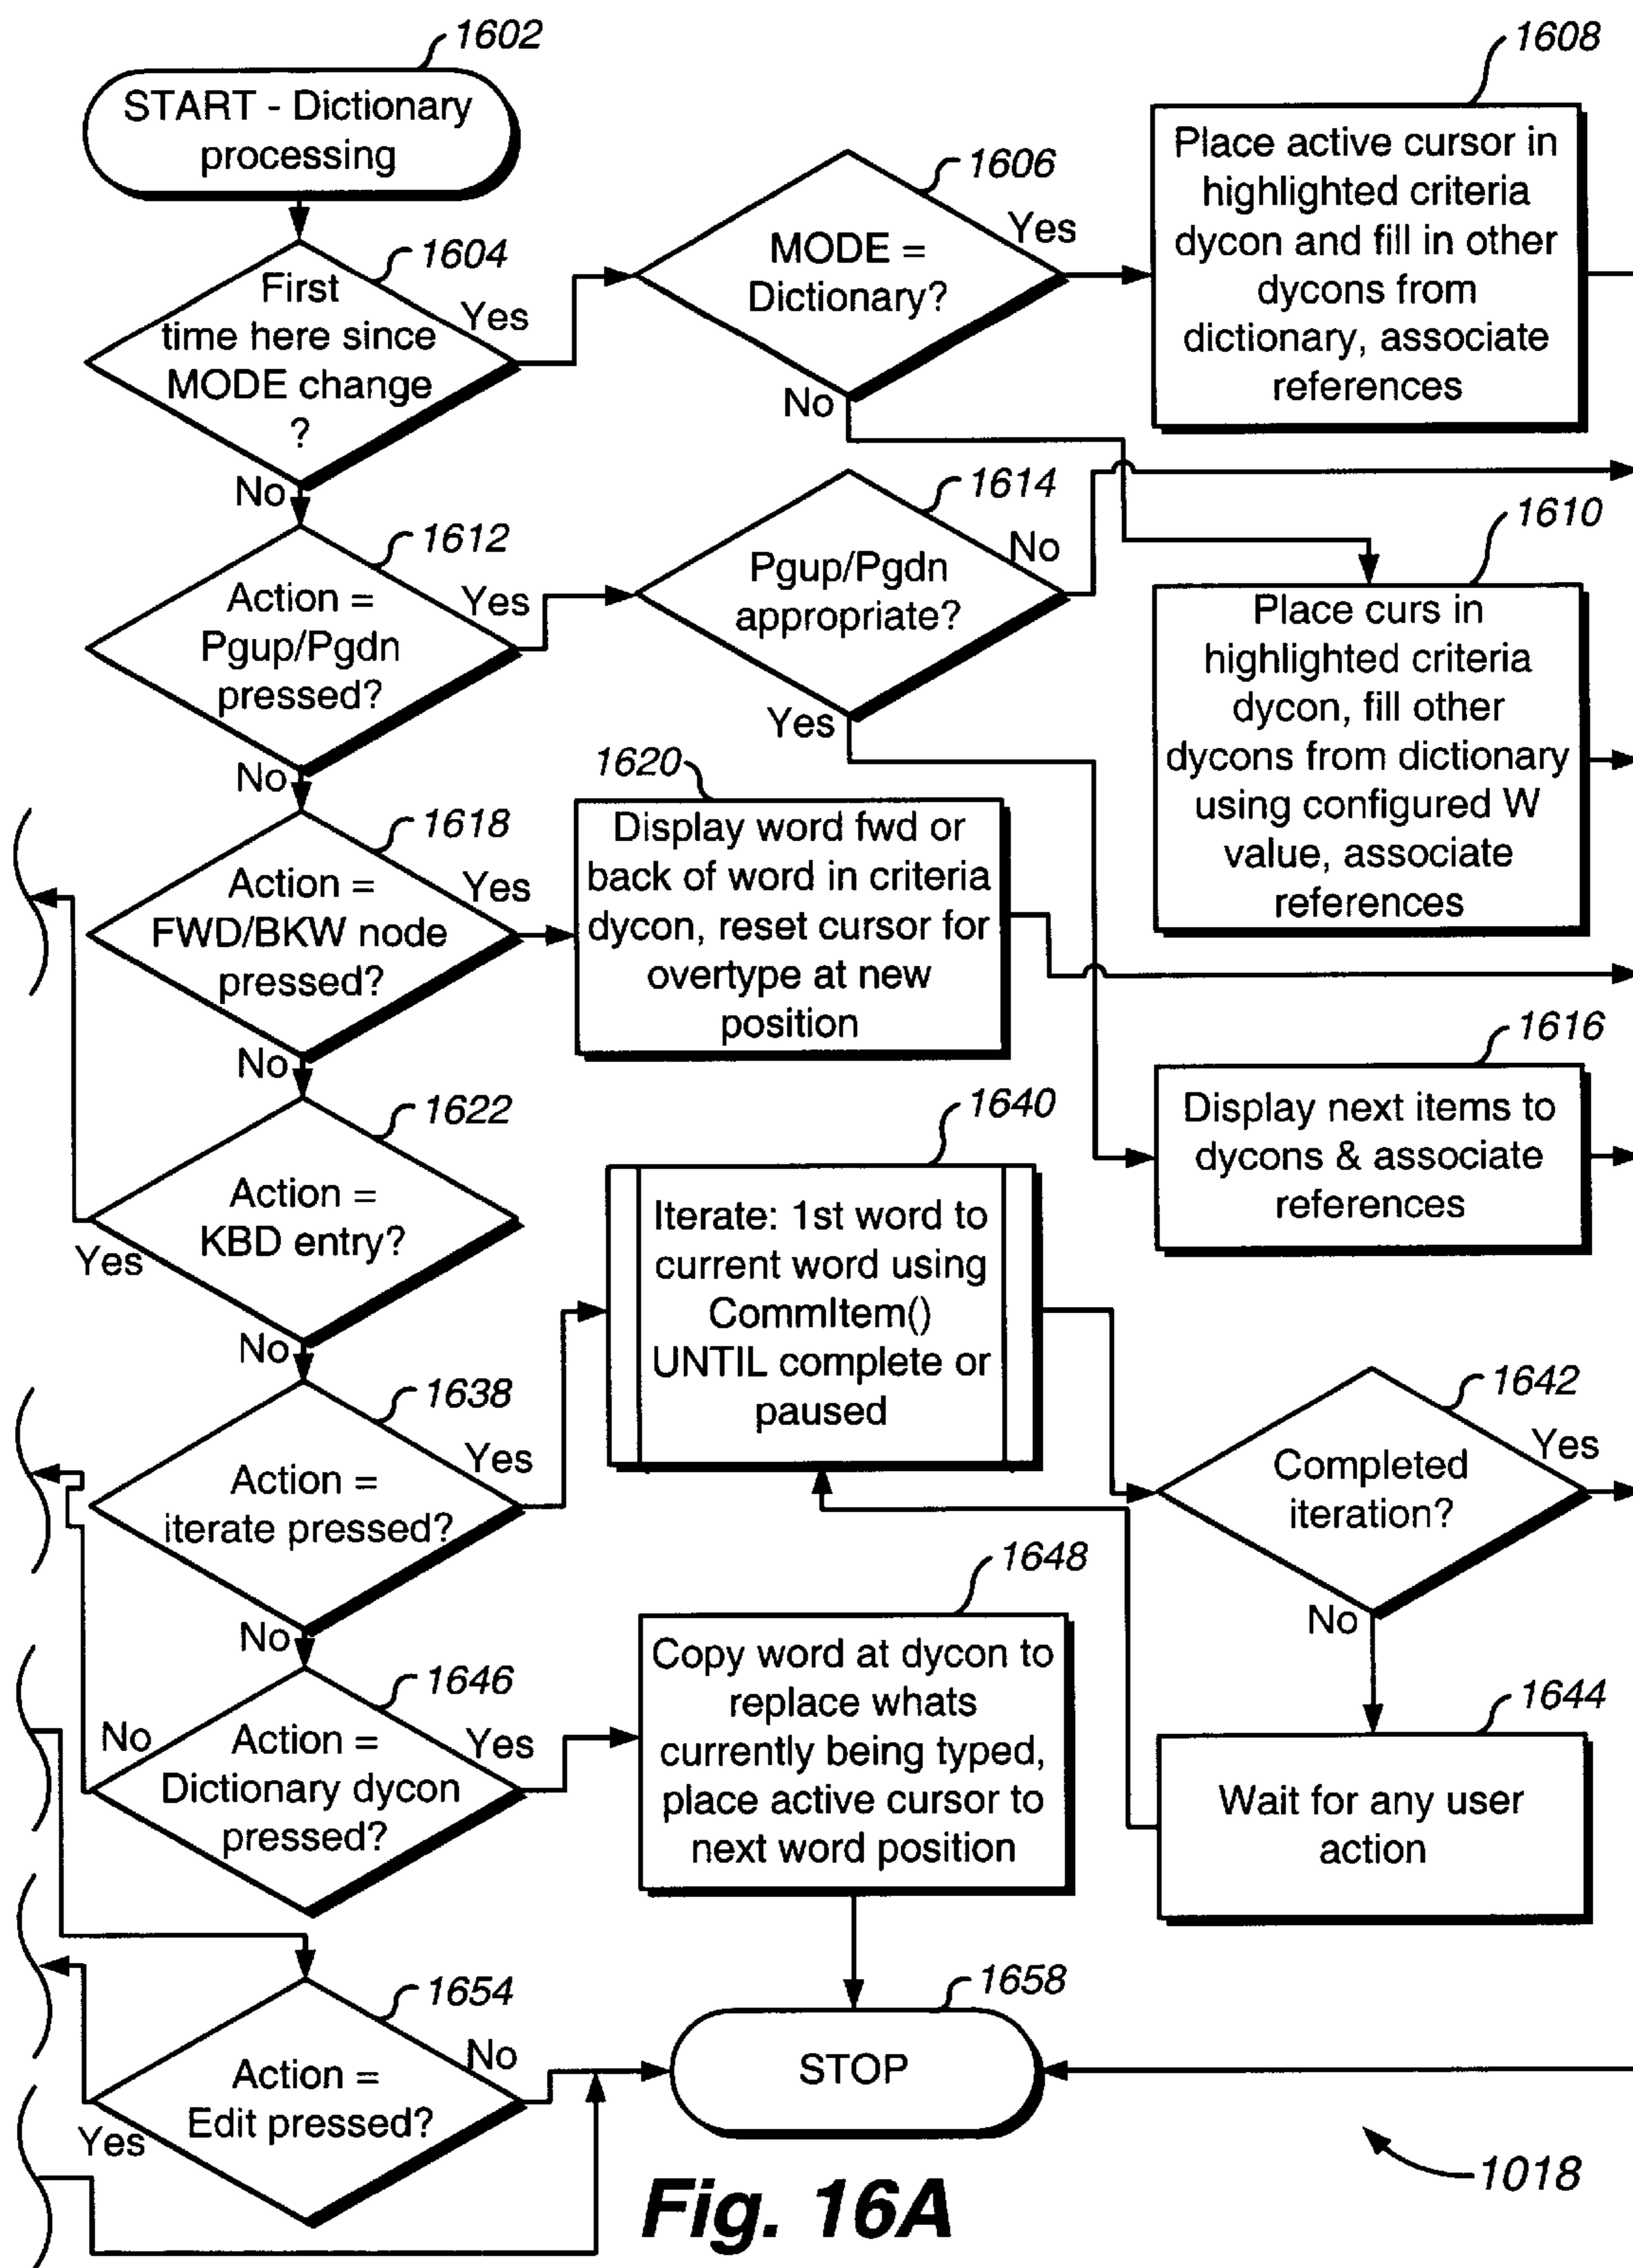 1602
START - Dictionary
processing
1604
First
time here since
MODE change
?
Yes
No
1606
MODE =
Dictionary?
Yes
No
1608
Place active cursor in
highlighted criteria
dycon and fill in other
dycons from
dictionary, associate
references
1612
Action =
Pgup/Pgdn
pressed?
Yes
No
1614
Pgup/Pgdn
appropriate?
No
Yes
1610
Place curs in
highlighted criteria
dycon, fill other
dycons from dictionary
using configured W
value, associate
references
1618
Action =
FWD/BKW node
pressed?
Yes
No
1620
Display word fwd or
back of word in criteria
dycon, reset cursor for
overtype at new
position
1616
Display next items to
dycons & associate
references
1622
Action =
KBD entry?
Yes
No
1640
Iterate: 1st word to
current word using
CommItem()
UNTIL complete or
paused
1638
Action =
iterate pressed?
Yes
No
1642
Completed
iteration?
Yes
No
1646
Action =
Dictionary dycon
pressed?
No
Yes
1648
Copy word at dycon to
replace whats
currently being typed,
place active cursor to
next word position
1644
Wait for any user
action
1654
Action =
Edit pressed?
No
Yes
1658
STOP
1018
Fig. 16A